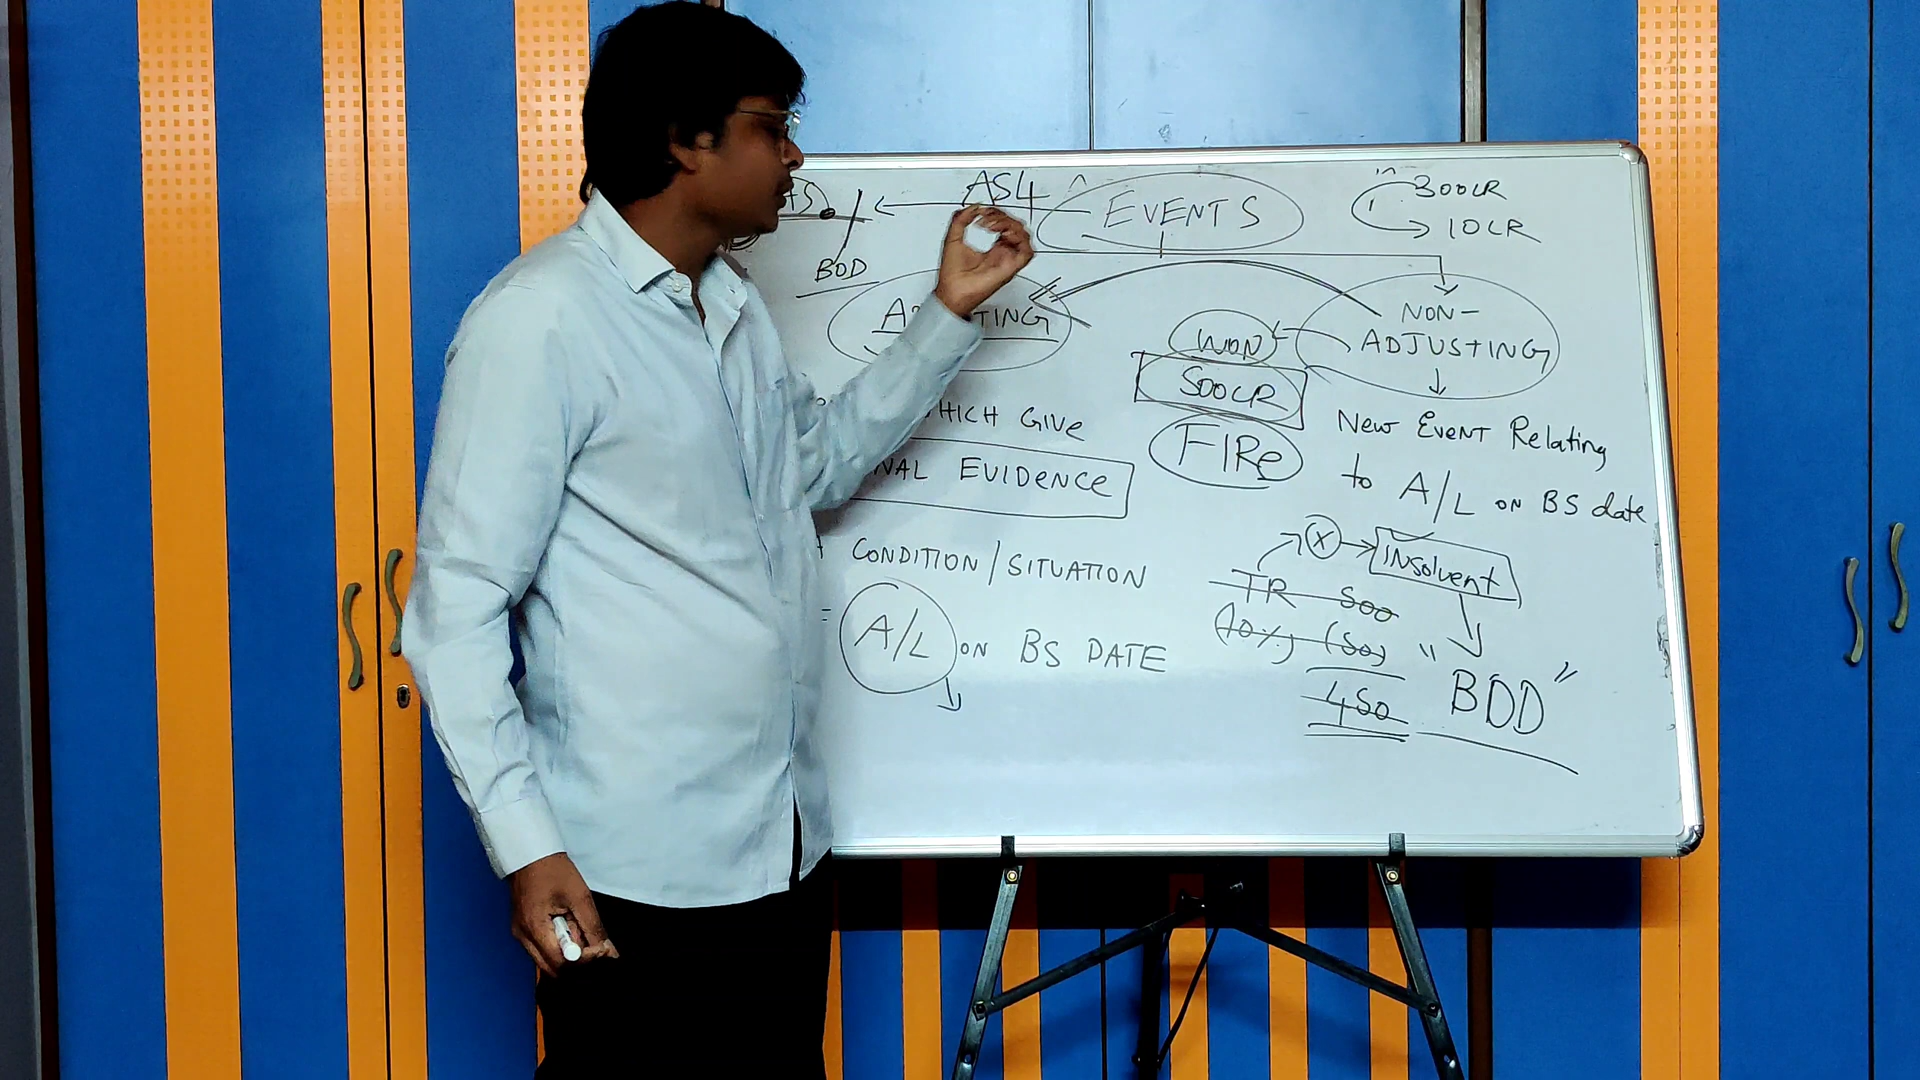 AS4
EVENTS
300CR
10CR
BOD
TING
NON-
ADJUSTING
WON
500CR
FIRe
HICH GIVe
NAL EVIDeNCe
CONDITION/SITUATION
= A/L ON BS DATE
New EVENT Relating
to A/L ON BS date
X
INSolvent
TR 500
(10%) (50)
450
"BDD"